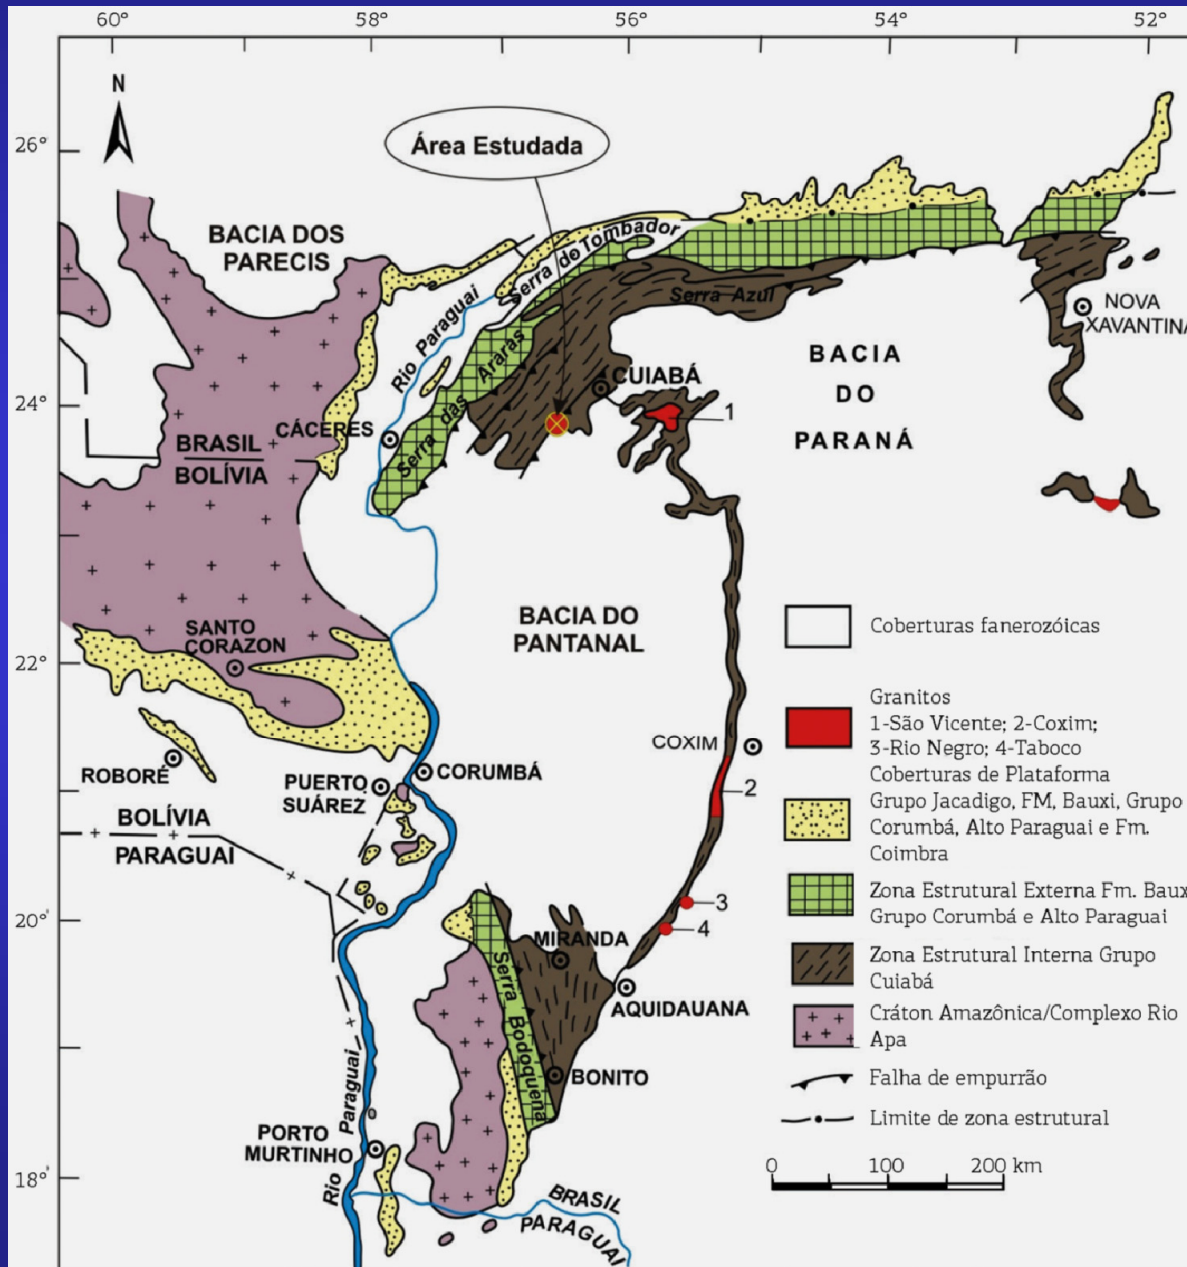 60°
58°
56°
54°
52°
N
26°
Área Estudada
BACIA DOS
PARECIS
Serra do Tombador
Serra Azul
NOVA
XAVANTINA
Rio Paraguai
Serra das Araras
BACIA
DO
PARANÁ
24°
CUIABÁ
1
CÁCERES
BRASIL
BOLÍVIA
BACIA DO
PANTANAL
SANTO
CORAZON
22°
Coberturas fanerozóicas
Granitos
1-São Vicente; 2-Coxim;
3-Rio Negro; 4-Taboco
Coberturas de Plataforma
Grupo Jacadigo, FM, Bauxi, Grupo
Corumbá, Alto Paraguai e Fm.
Coimbra
Zona Estrutural Externa Fm. Baux
Grupo Corumbá e Alto Paraguai
Zona Estrutural Interna Grupo
Cuiabá
Cráton Amazônica/Complexo Rio
Apa
Falha de empurrão
Limite de zona estrutural
0 100 200 km
COXIM
2
ROBORÉ
PUERTO
SUÁREZ
CORUMBÁ
BOLÍVIA
PARAGUAI
20°
3
4
MIRANDA
AQUIDAUANA
Serra Bodoquena
BONITO
Rio Paraguai
PORTO
MURTINHO
18°
BRASIL
PARAGUAI